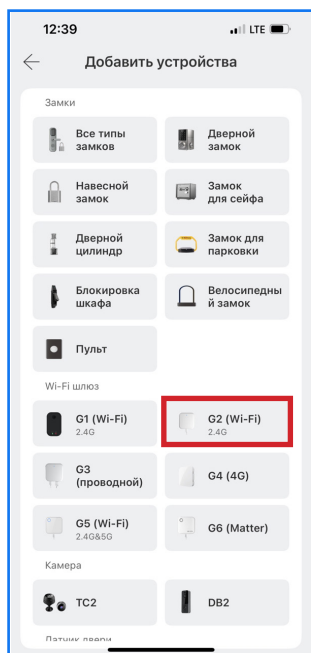 12:39 LTE
Добавить устройства
Замки
Все типы
замков
Дверной
замок
Навесной
замок
Замок
для сейфа
Дверной
цилиндр
Замок для
парковки
Блокировка
шкафа
Велосипедны
й замок
Пульт
Wi-Fi шлюз
G1 (Wi-Fi)
2.4G
G2 (Wi-Fi)
2.4G
G3
(проводной)
G4 (4G)
G5 (Wi-Fi)
2.4G&5G
G6 (Matter)
Камера
TC2
DB2
Датчик двери